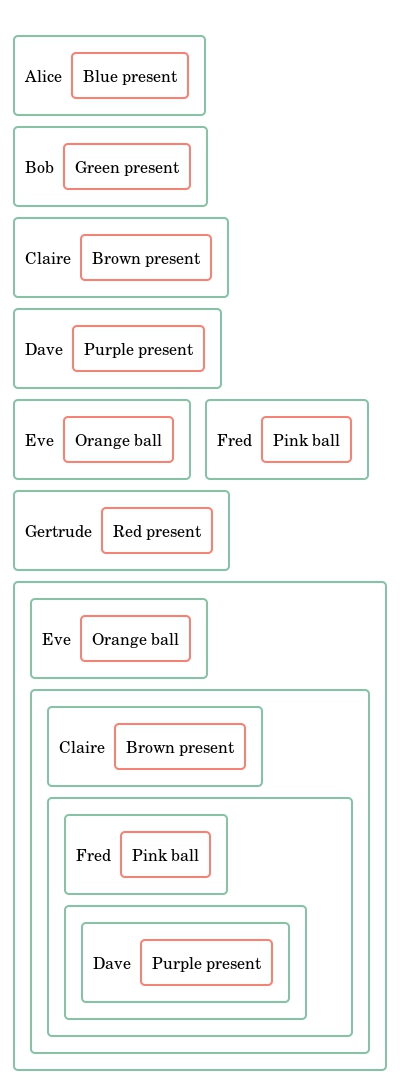 Alice Blue present
Bob Green present
Claire Brown present
Dave Purple present
Eve Orange ball Fred Pink ball
Gertrude Red present
Eve Orange ball
Claire Brown present
Fred Pink ball
Dave Purple present